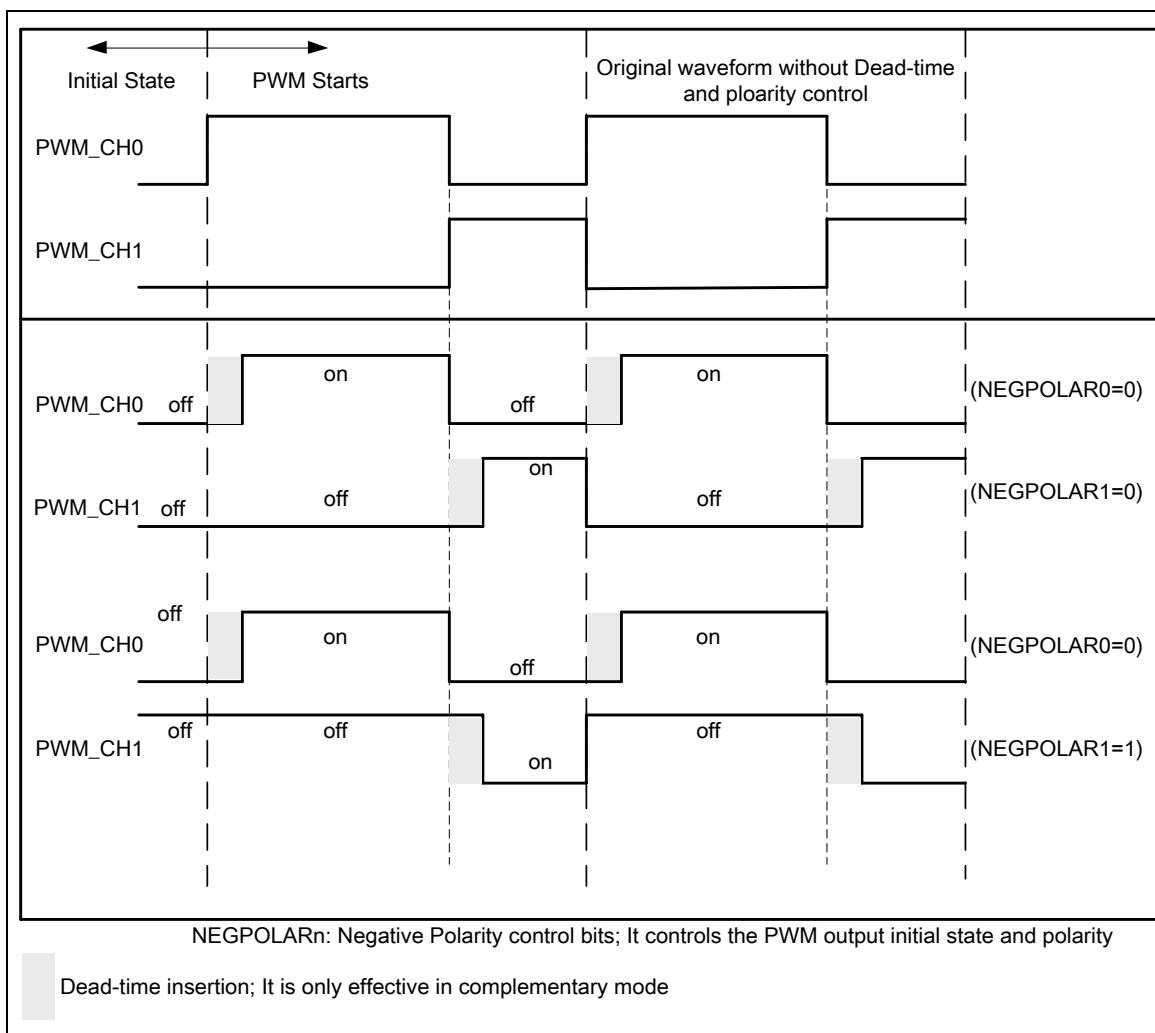 Initial State
PWM Starts
Original waveform without Dead-time
and ploarity control
PWM_CH0
PWM_CH1
PWM_CH0
off
on
off
on
(NEGPOLAR0=0)
PWM_CH1
off
off
on
off
(NEGPOLAR1=0)
off
PWM_CH0
on
off
on
(NEGPOLAR0=0)
PWM_CH1
off
off
on
off
(NEGPOLAR1=1)
NEGPOLARn: Negative Polarity control bits; It controls the PWM output initial state and polarity
Dead-time insertion; It is only effective in complementary mode